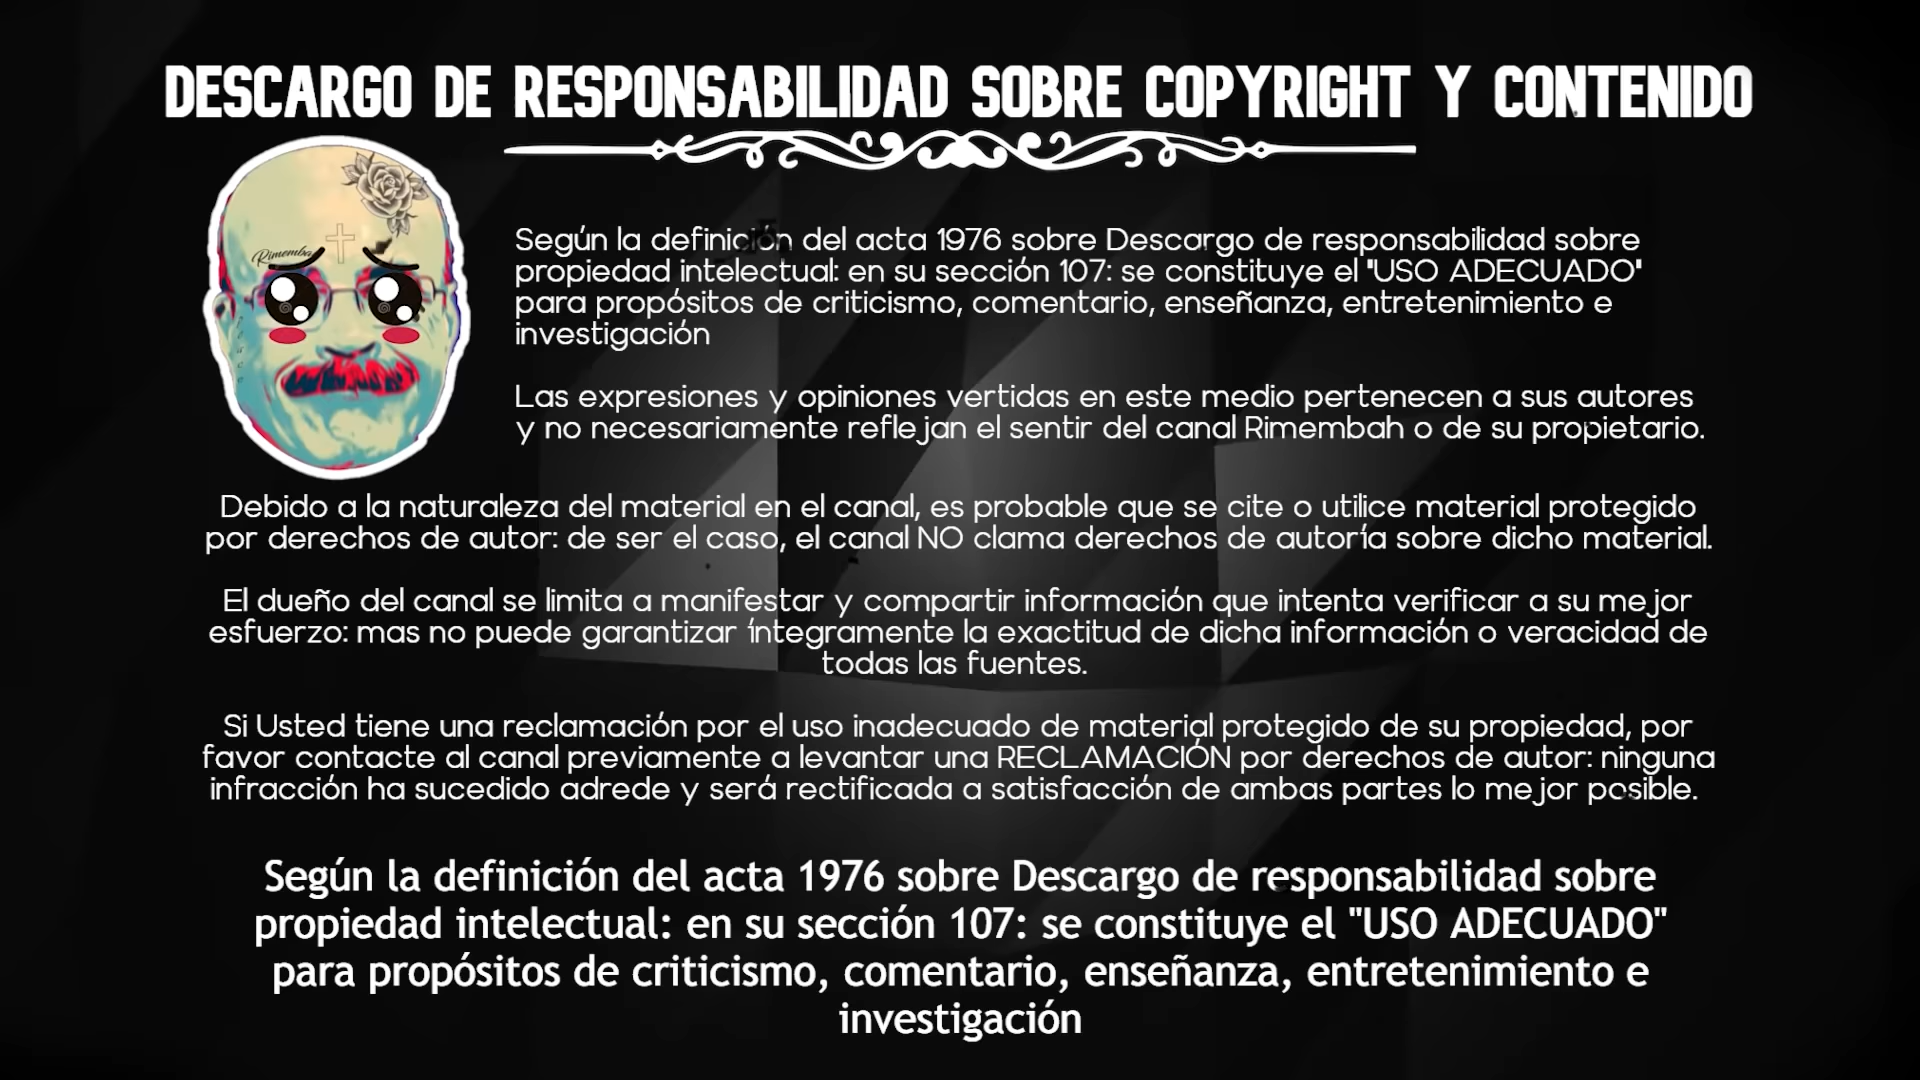 DESCARGO DE RESPONSABILIDAD SOBRE COPYRIGHT Y CONTENIDO
Rimembah
Según la definición del acta 1976 sobre Descargo de responsabilidad sobre
propiedad intelectual: en su sección 107: se constituye el "USO ADECUADO"
para propósitos de criticismo, comentario, enseñanza, entretenimiento e
investigación
Las expresiones y opiniones vertidas en este medio pertenecen a sus autores
y no necesariamente reflejan el sentir del canal Rimembah o de su propietario.
Debido a la naturaleza del material en el canal, es probable que se cite o utilice material protegido
por derechos de autor: de ser el caso, el canal NO clama derechos de autoría sobre dicho material.
El dueño del canal se limita a manifestar y compartir información que intenta verificar a su mejor
esfuerzo: mas no puede garantizar íntegramente la exactitud de dicha información o veracidad de
todas las fuentes.
Si Usted tiene una reclamación por el uso inadecuado de material protegido de su propiedad, por
favor contacte al canal previamente a levantar una RECLAMACIÓN por derechos de autor: ninguna
infracción ha sucedido adrede y será rectificada a satisfacción de ambas partes lo mejor posible.
Según la definición del acta 1976 sobre Descargo de responsabilidad sobre
propiedad intelectual: en su sección 107: se constituye el "USO ADECUADO"
para propósitos de criticismo, comentario, enseñanza, entretenimiento e
investigación